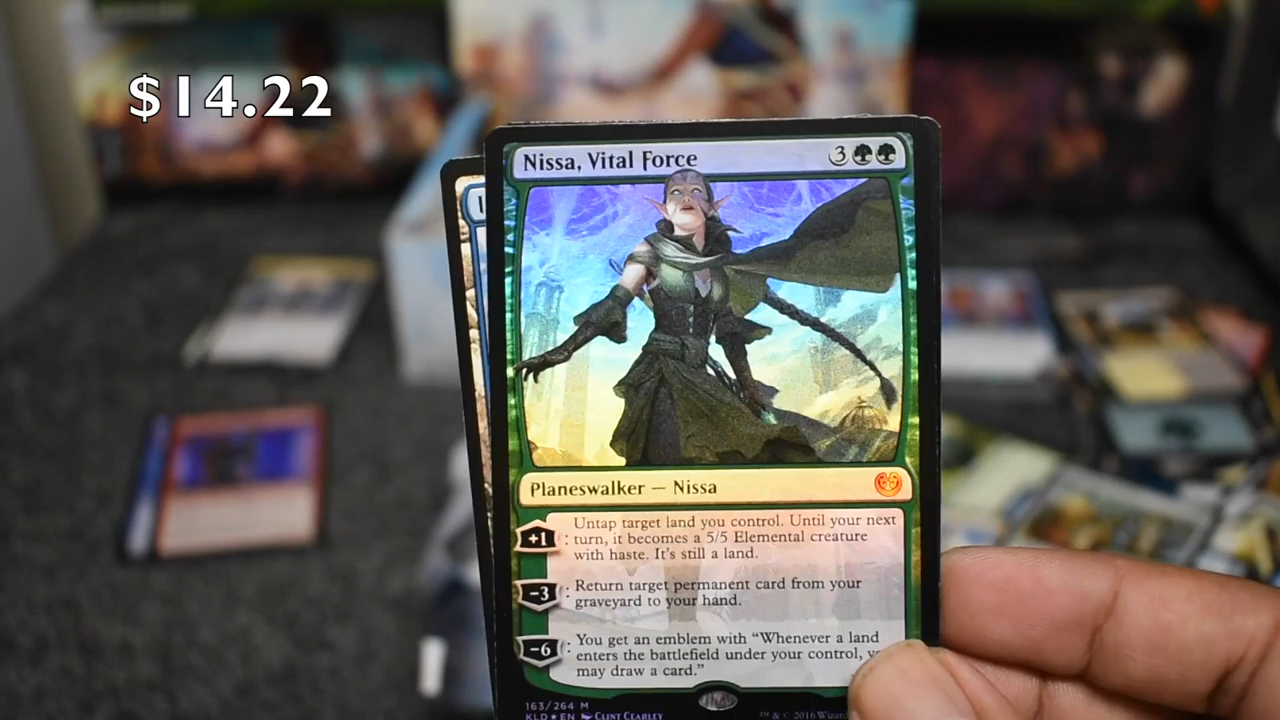 $14.22
Nissa, Vital Force
3
Planeswalker — Nissa
+1 : Untap target land you control. Until your next
turn, it becomes a 5/5 Elemental creature
with haste. It's still a land.
-3 : Return target permanent card from your
graveyard to your hand.
-6 : You get an emblem with "Whenever a land
enters the battlefield under your control,
may draw a card."
163/264 M
KLD ★ EN Clint Cearley
™ & © 2016